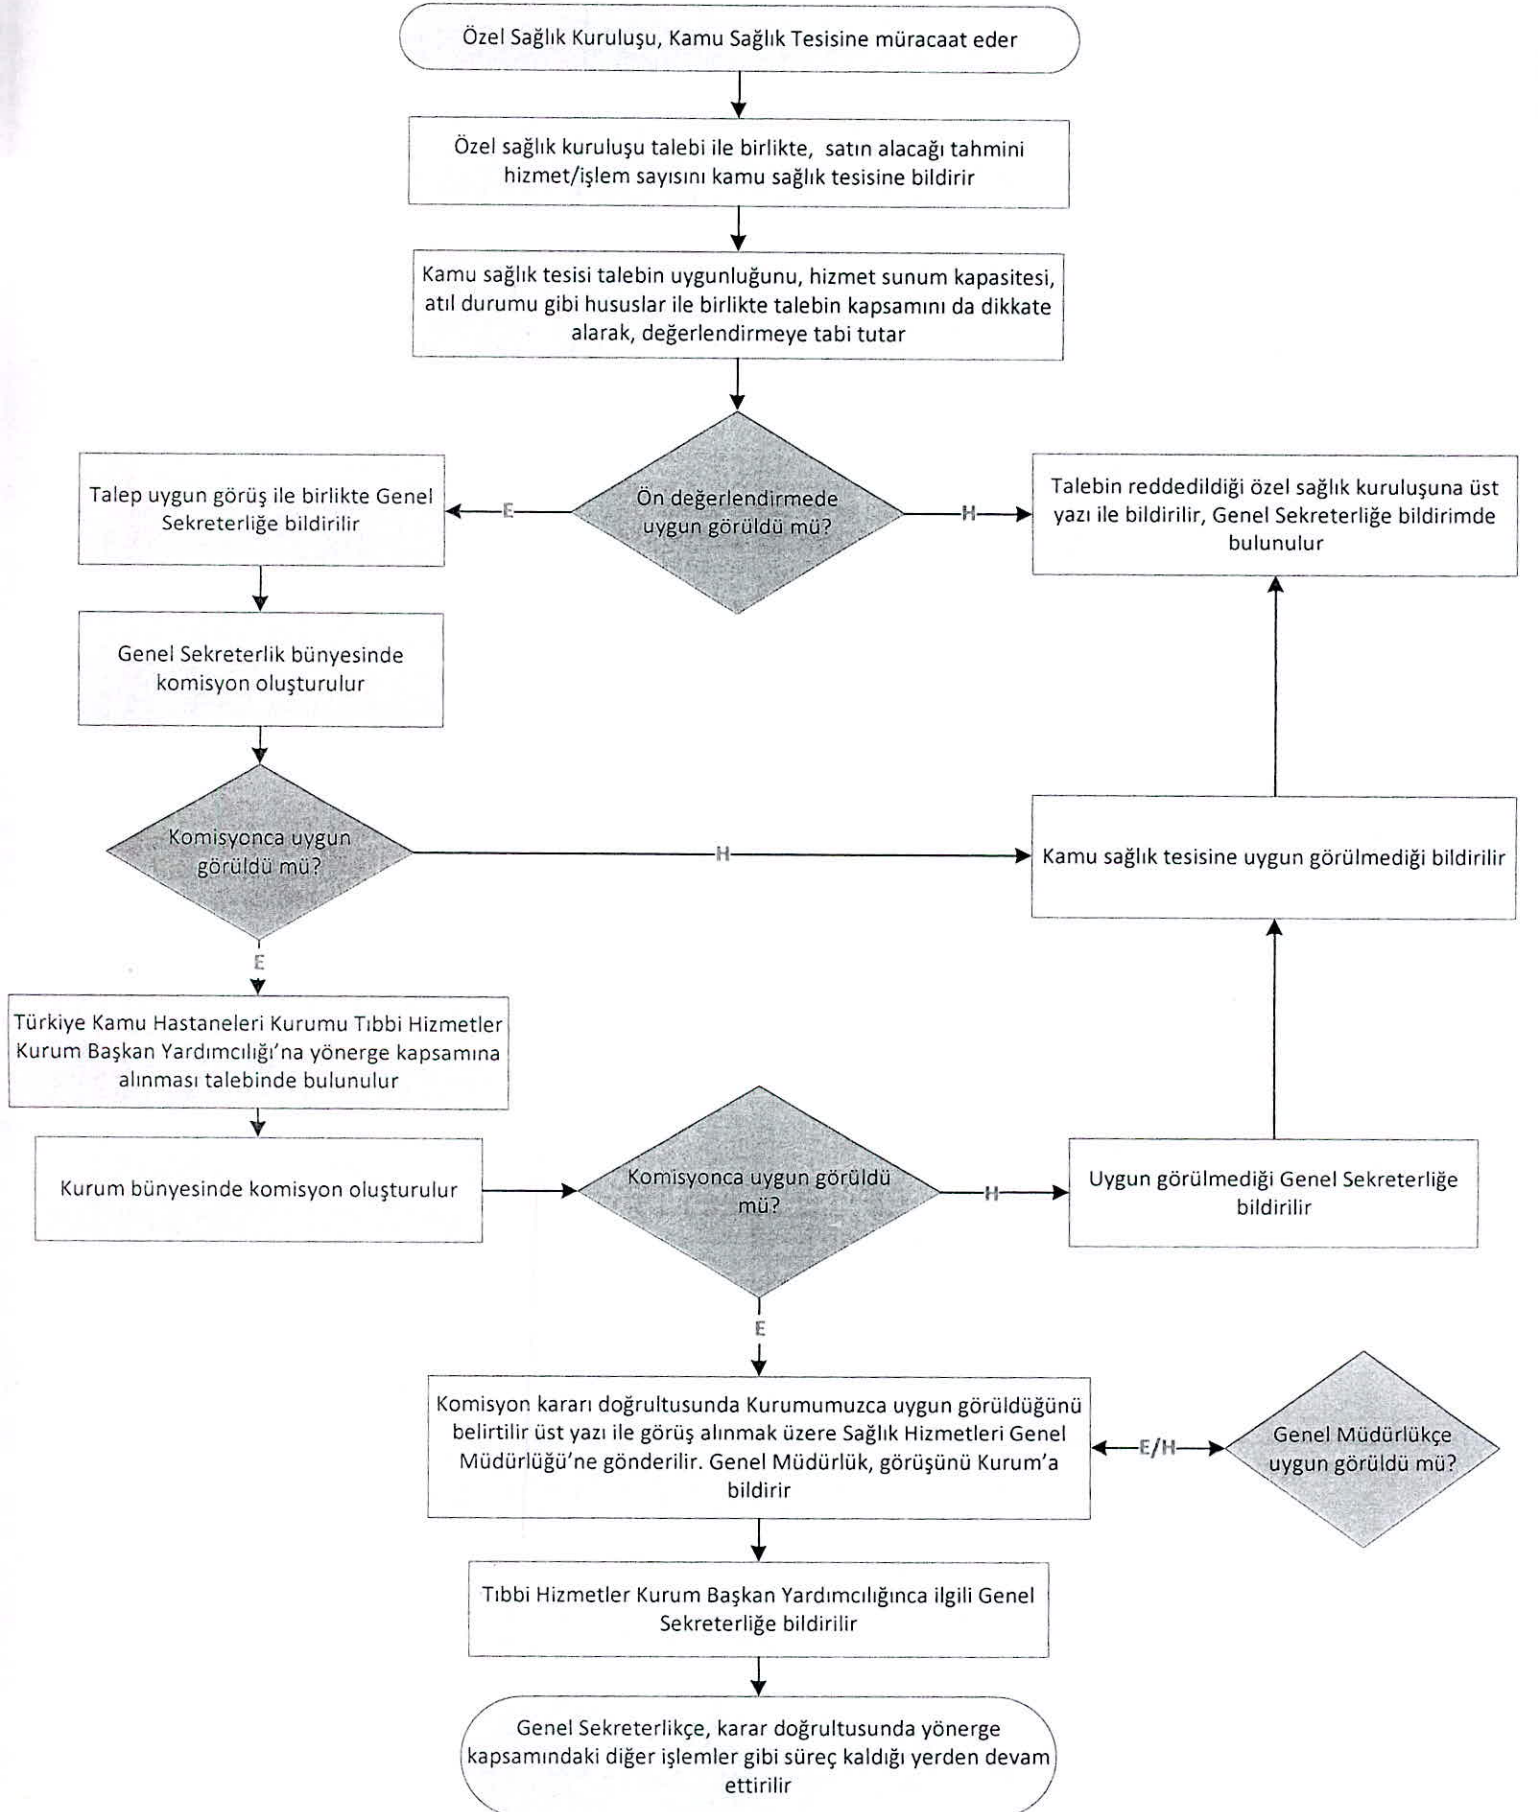 Özel Sağlık Kuruluşu, Kamu Sağlık Tesisine müracaat eder
Özel sağlık kuruluşu talebi ile birlikte, satın alacağı tahmini
hizmet/işlem sayısını kamu sağlık tesisine bildirir
Kamu sağlık tesisi talebin uygunluğunu, hizmet sunum kapasitesi,
atıl durumu gibi hususlar ile birlikte talebin kapsamını da dikkate
alarak, değerlendirmeye tabi tutar
Ön değerlendirmede
uygun görüldü mü?
E
H
Talep uygun görüş ile birlikte Genel
Sekreterliğe bildirilir
Talebin reddedildiği özel sağlık kuruluşuna üst
yazı ile bildirilir, Genel Sekreterliğe bildirimde
bulunulur
Genel Sekreterlik bünyesinde
komisyon oluşturulur
Komisyonca uygun
görüldü mü?
H
Kamu sağlık tesisine uygun görülmediği bildirilir
E
Türkiye Kamu Hastaneleri Kurumu Tıbbi Hizmetler
Kurum Başkan Yardımcılığı’na yönerge kapsamına
alınması talebinde bulunulur
Kurum bünyesinde komisyon oluşturulur
Komisyonca uygun görüldü
mü?
H
Uygun görülmediği Genel Sekreterliğe
bildirilir
E
Komisyon kararı doğrultusunda Kurumumuzca uygun görüldüğünü
belirtilir üst yazı ile görüş alınmak üzere Sağlık Hizmetleri Genel
Müdürlüğü’ne gönderilir. Genel Müdürlük, görüşünü Kurum’a
bildirir
E/H
Genel Müdürlükçe
uygun görüldü mü?
Tıbbi Hizmetler Kurum Başkan Yardımcılığınca ilgili Genel
Sekreterliğe bildirilir
Genel Sekreterlikçe, karar doğrultusunda yönerge
kapsamındaki diğer işlemler gibi süreç kaldığı yerden devam
ettirilir